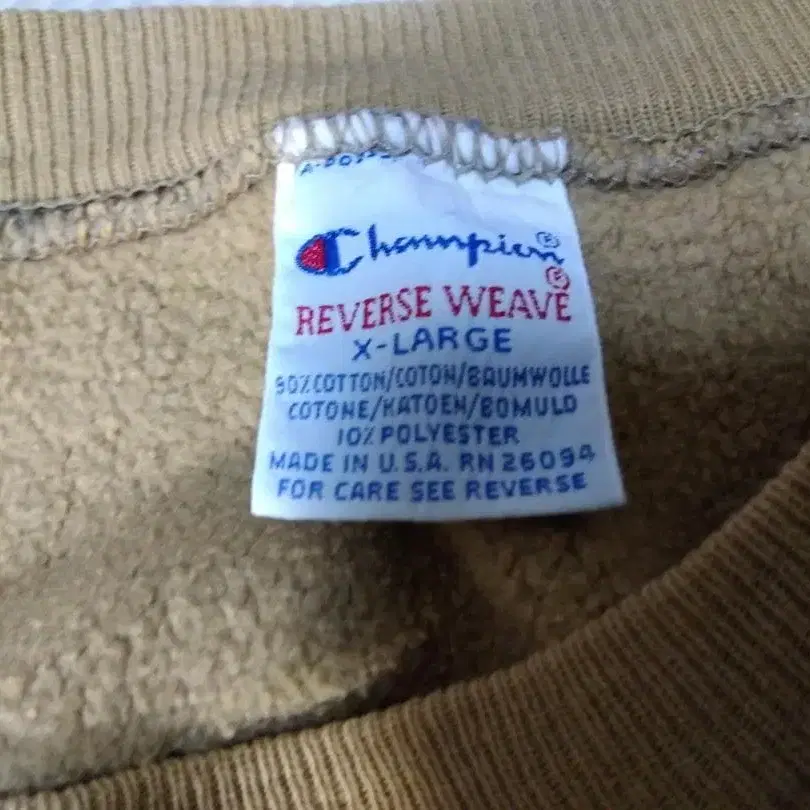 Champion®
REVERSE WEAVE®
X-LARGE
90% COTTON/COTON/BAUMWOLLE
COTONE/KATOEN/BOMULD
10% POLYESTER
MADE IN U.S.A. RN 26094
FOR CARE SEE REVERSE